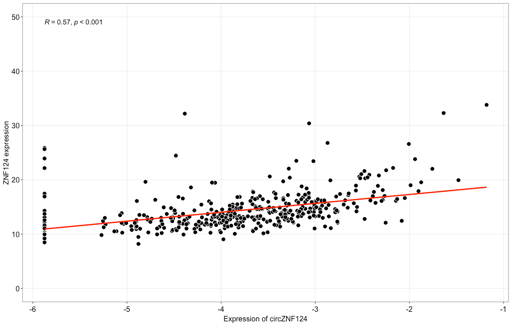 50
R = 0.57, p < 0.001
40
30
20
10
0
ZNF124 expression
-6 -5 -4 -3 -2 -1
Expression of circZNF124